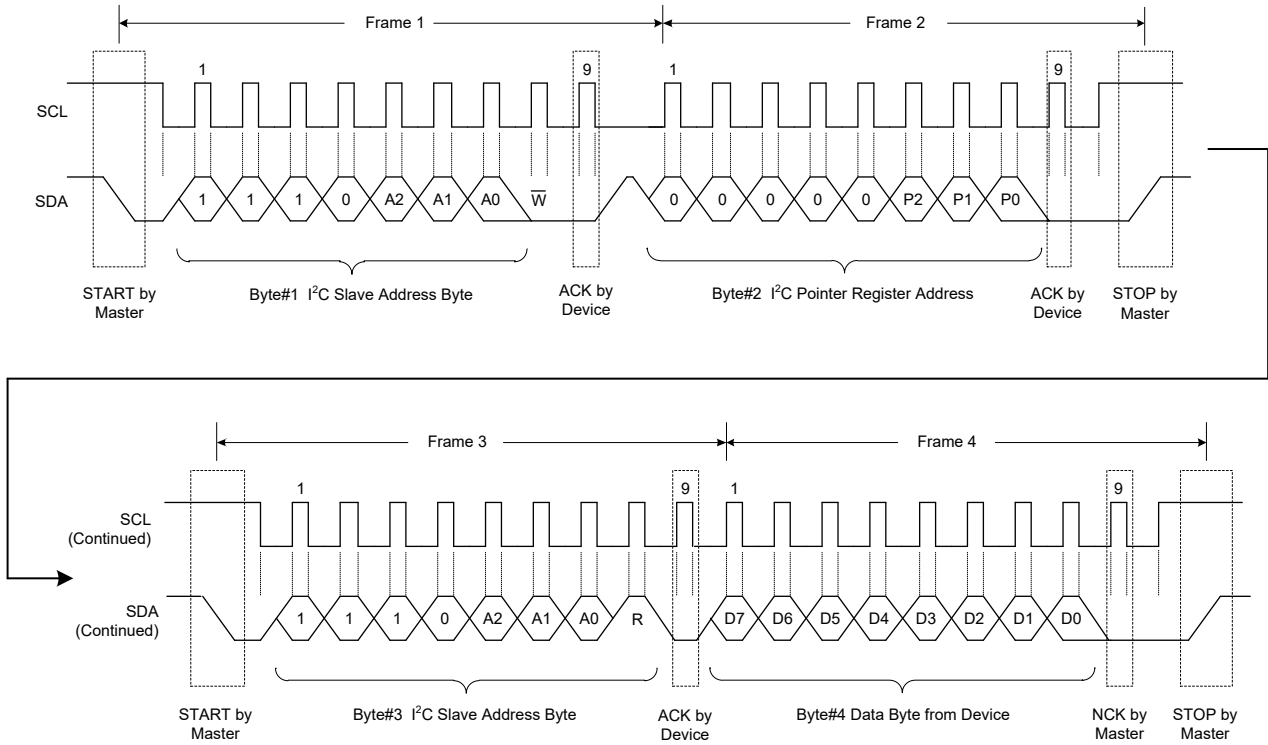 Frame 1 Frame 2
1 9 1 9
SCL
SDA 1 1 1 0 A2 A1 A0 W̅ 0 0 0 0 0 P2 P1 P0
START by
Master
Byte#1 I²C Slave Address Byte
ACK by
Device
Byte#2 I²C Pointer Register Address
ACK by
Device
STOP by
Master
Frame 3 Frame 4
1 9 1 9
SCL
(Continued)
SDA
(Continued)
1 1 1 0 A2 A1 A0 R D7 D6 D5 D4 D3 D2 D1 D0
START by
Master
Byte#3 I²C Slave Address Byte
ACK by
Device
Byte#4 Data Byte from Device
NCK by
Master
STOP by
Master